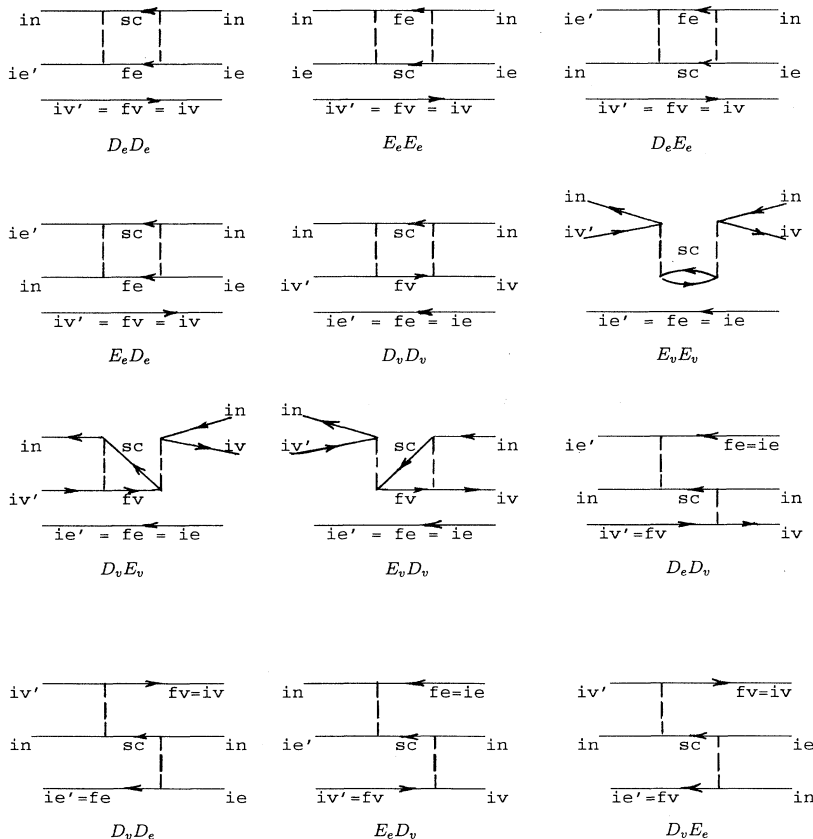 in sc in in fe in ie' fe in
ie' fe ie ie sc ie in sc ie
iv' = fv = iv iv' = fv = iv iv' = fv = iv
DeDe EeEe DeEe
in in
ie' sc in in sc in iv' iv
sc
in fe ie iv' fv iv
iv' = fv = iv ie' = fe = ie ie' = fe = ie
EeDe DvDv EvEv
in in
in sc iv iv' sc in ie' fe=ie
iv' fv fv iv in sc in
ie' = fe = ie ie' = fe = ie iv'=fv iv
DvEv EvDv DeDv
iv' fv=iv in fe=ie iv' fv=iv
in sc in ie' sc in in sc ie
ie'=fe ie iv'=fv iv ie'=fv in
DvDe EeDv DvEe